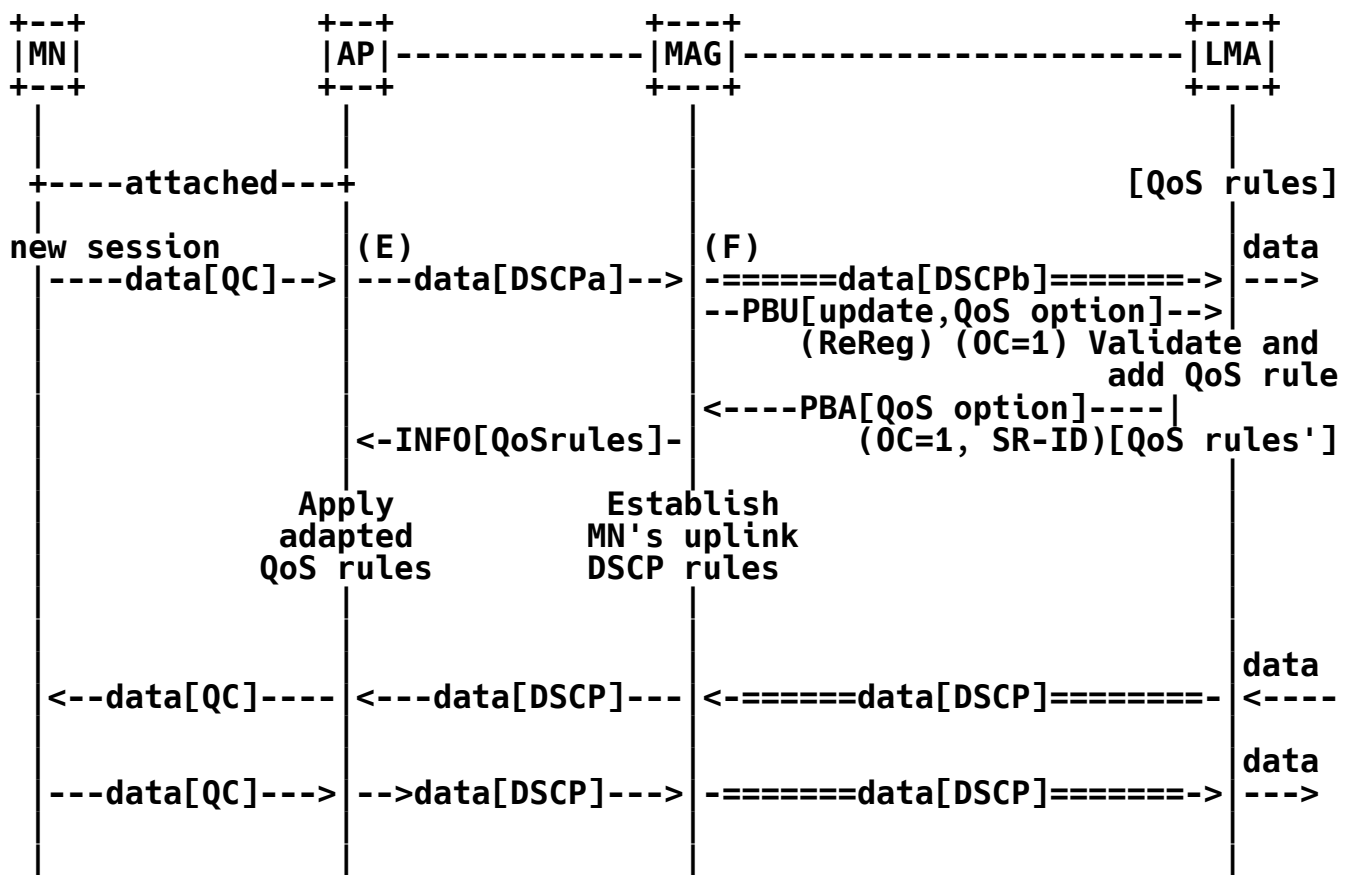 +--+            +--+             +---+                       +---+
|MN|            |AP|-------------|MAG|-----------------------|LMA|
+--+            +--+             +---+                       +---+
 |               |                 |                           |
 |               |                 |                           |
 +----attached---+                 |                      [QoS rules]
 |               |                 |                           |
new session      |(E)              |(F)                        |data
 |----data[QC]-->|---data[DSCPa]-->|-======data[DSCPb]=======->|--->
 |               |                 |--PBU[update,QoS option]-->|
 |               |                 |     (ReReg) (OC=1) Validate and
 |               |                 |                     add QoS rule
 |               |                 |<----PBA[QoS option]----|
 |               |<-INFO[QoSrules]-|        (OC=1, SR-ID)[QoS rules']
 |               |                 |                           |
 |             Apply           Establish                       |
 |            adapted         MN's uplink                      |
 |           QoS rules        DSCP rules                       |
 |               |                 |                           |
 |               |                 |                           |
 |               |                 |                           |data
 |<--data[QC]----|<---data[DSCP]---|<-======data[DSCP]========-|<----
 |               |                 |                           |
 |               |                 |                           |data
 |---data[QC]--->|-->data[DSCP]--->|-=======data[DSCP]=======->|--->
 |               |                 |                           |
 |               |                 |                           |